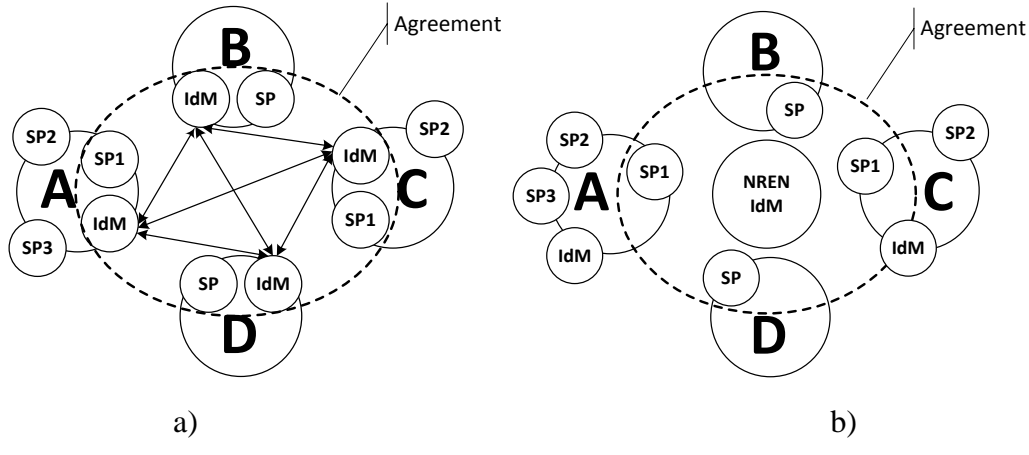 Agreement
B
IdM
SP
SP2
SP1
A
IdM
SP3
SP2
IdM
C
SP1
SP
IdM
D
a)
Agreement
B
SP
SP2
SP1
SP3
A
IdM
NREN
IdM
SP2
SP1
C
IdM
SP
D
b)